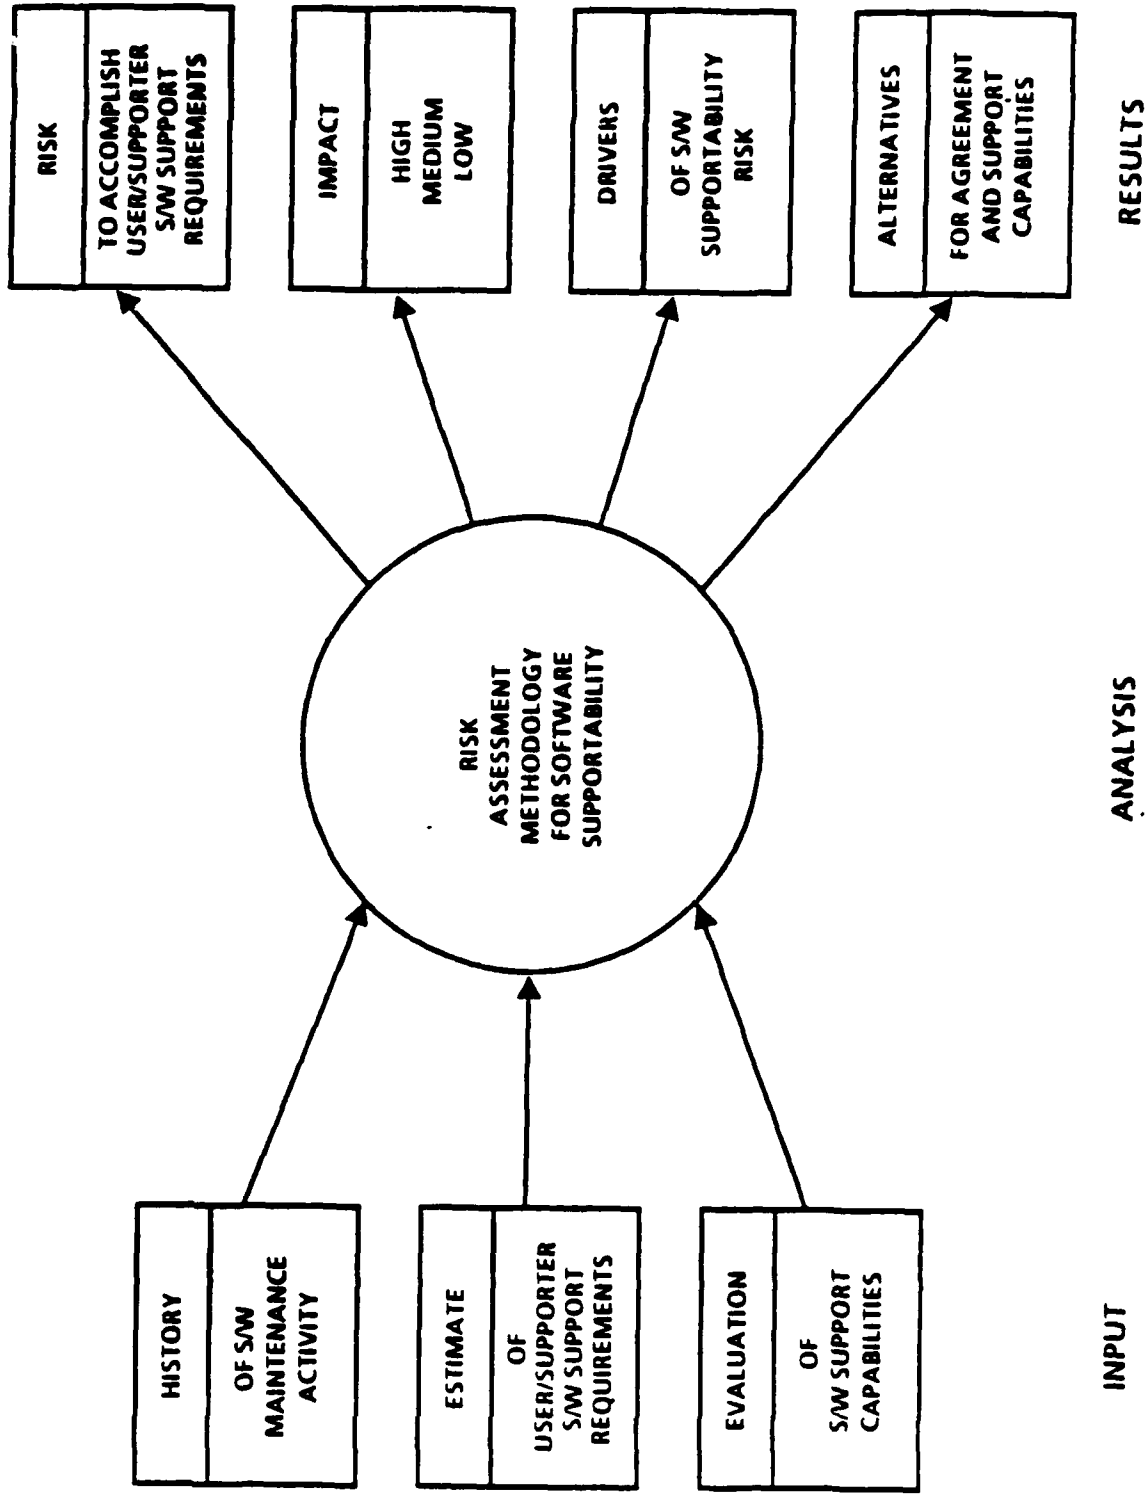 HISTORY
OF S/W
MAINTENANCE
ACTIVITY
ESTIMATE
OF
USER/SUPPORTER
S/W SUPPORT
REQUIREMENTS
EVALUATION
OF
S/W SUPPORT
CAPABILITIES
INPUT
RISK
ASSESSMENT
METHODOLOGY
FOR SOFTWARE
SUPPORTABILITY
ANALYSIS
RISK
TO ACCOMPLISH
USER/SUPPORTER
S/W SUPPORT
REQUIREMENTS
IMPACT
HIGH
MEDIUM
LOW
DRIVERS
OF S/W
SUPPORTABILITY
RISK
ALTERNATIVES
FOR AGREEMENT
AND SUPPORT
CAPABILITIES
RESULTS